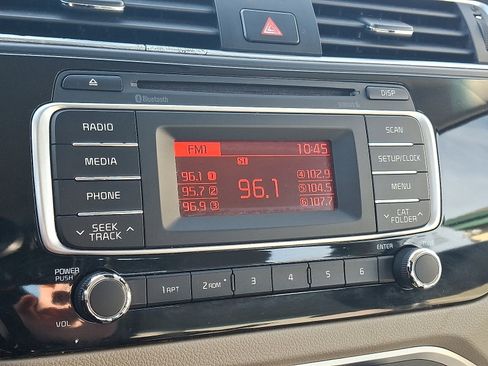 DISP
Bluetooth
RADIO
MEDIA
PHONE
SEEK
TRACK
FM1
10:45
ST
96.1 1
95.7 2
96.9 3
96.1
4 102.9
5 104.5
6 107.7
SCAN
SETUP/CLOCK
MENU
CAT
FOLDER
POWER
PUSH
VOL
1 RPT
2 RDM
3
4
5
6
ENTER